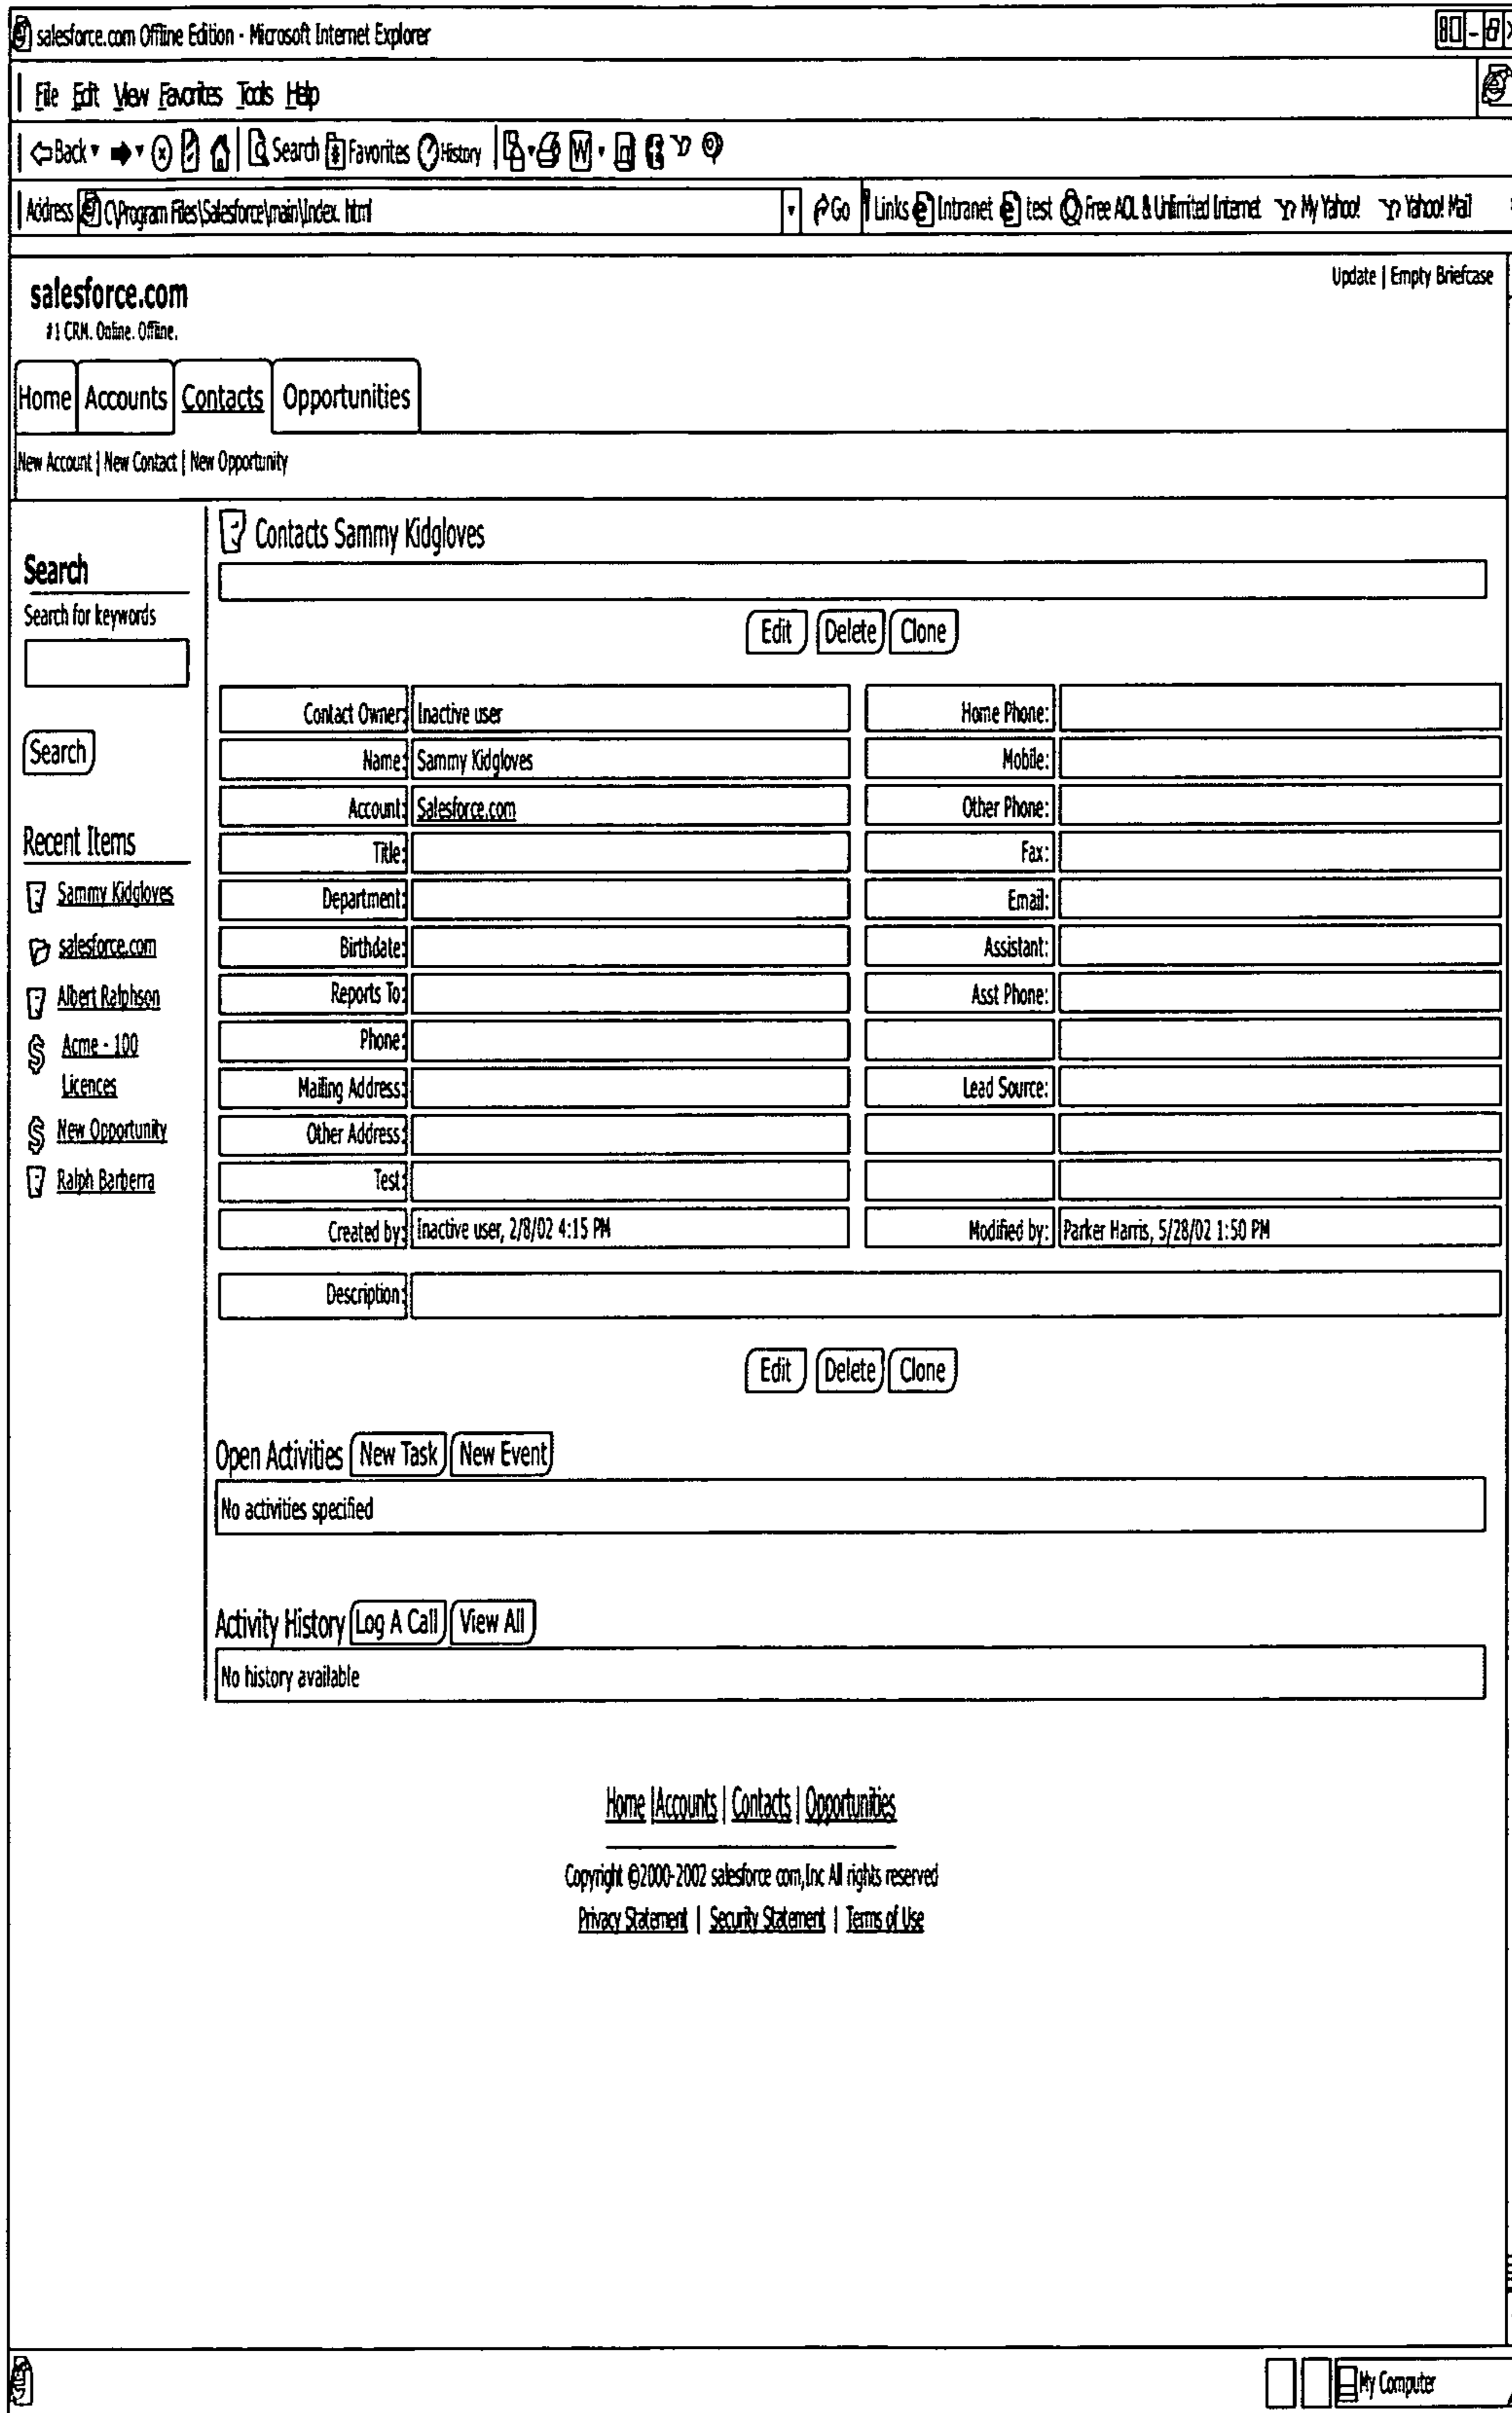 salesforce.com Offline Edition - Microsoft Internet Explorer
File Edit View Favorites Tools Help
Back Search Favorites History W
Address C\Program Files\Salesforce\main\Index. html Go Links Intranet test Free AOL & Unlimited Internet My Yahoo! Yahoo! Mail
Update | Empty Briefcase
salesforce.com
#1 CRM. Online. Offline.
Home Accounts Contacts Opportunities
New Account | New Contact | New Opportunity
Search
Search for keywords
Search
Recent Items
Sammy Kidgloves
salesforce.com
Albert Ralphson
$ Acme - 100
Licences
$ New Opportunity
Ralph Barberra
Contacts Sammy Kidgloves
Edit Delete Clone
Contact Owner: Inactive user Home Phone:
Name: Sammy Kidgloves Mobile:
Account: Salesforce.com Other Phone:
Title: Fax:
Department: Email:
Birthdate: Assistant:
Reports To: Asst Phone:
Phone:
Mailing Address: Lead Source:
Other Address:
Test:
Created by: Inactive user, 2/8/02 4:15 PM Modified by: Parker Harris, 5/28/02 1:50 PM
Description:
Edit Delete Clone
Open Activities New Task New Event
No activities specified
Activity History Log A Call View All
No history available
Home |Accounts | Contacts | Opportunities
Copyright ©2000-2002 salesforce com,Inc All rights reserved
Privacy Statement | Security Statement | Terms of Use
My Computer